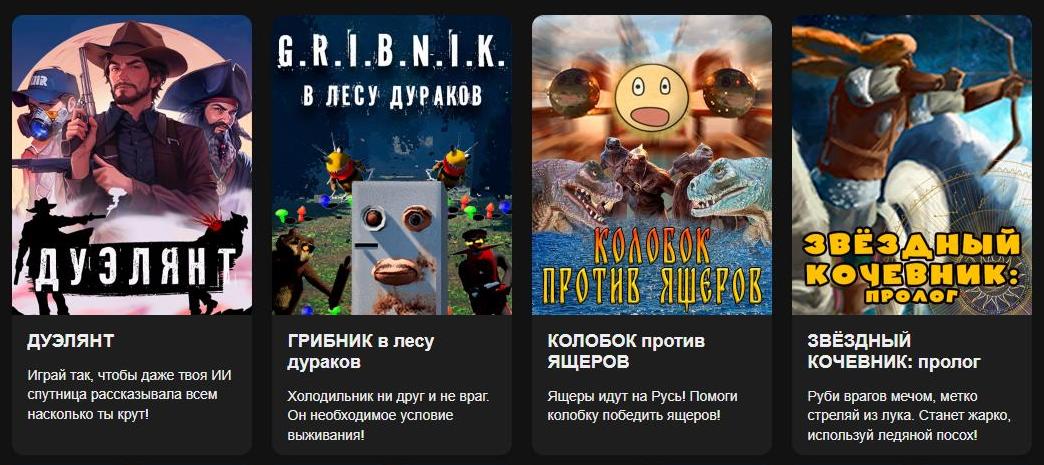 ДУЭЛЯНТ
ДУЭЛЯНТ
Играй так, чтобы даже твоя ИИ
спутница рассказывала всем
насколько ты крут!
G.R.I.B.N.I.K.
В ЛЕСУ ДУРАКОВ
ГРИБНИК в лесу
дураков
Холодильник ни друг и не враг.
Он необходимое условие
выживания!
КОЛОБОК
ПРОТИВ ЯЩЕРОВ
КОЛОБОК против
ЯЩЕРОВ
Ящеры идут на Русь! Помоги
колобку победить ящеров!
ЗВЁЗДНЫЙ
КОЧЕВНИК:
ПРОЛОГ
ЗВЁЗДНЫЙ
КОЧЕВНИК: пролог
Руби врагов мечом, метко
стреляй из лука. Станет жарко,
используй ледяной посох!